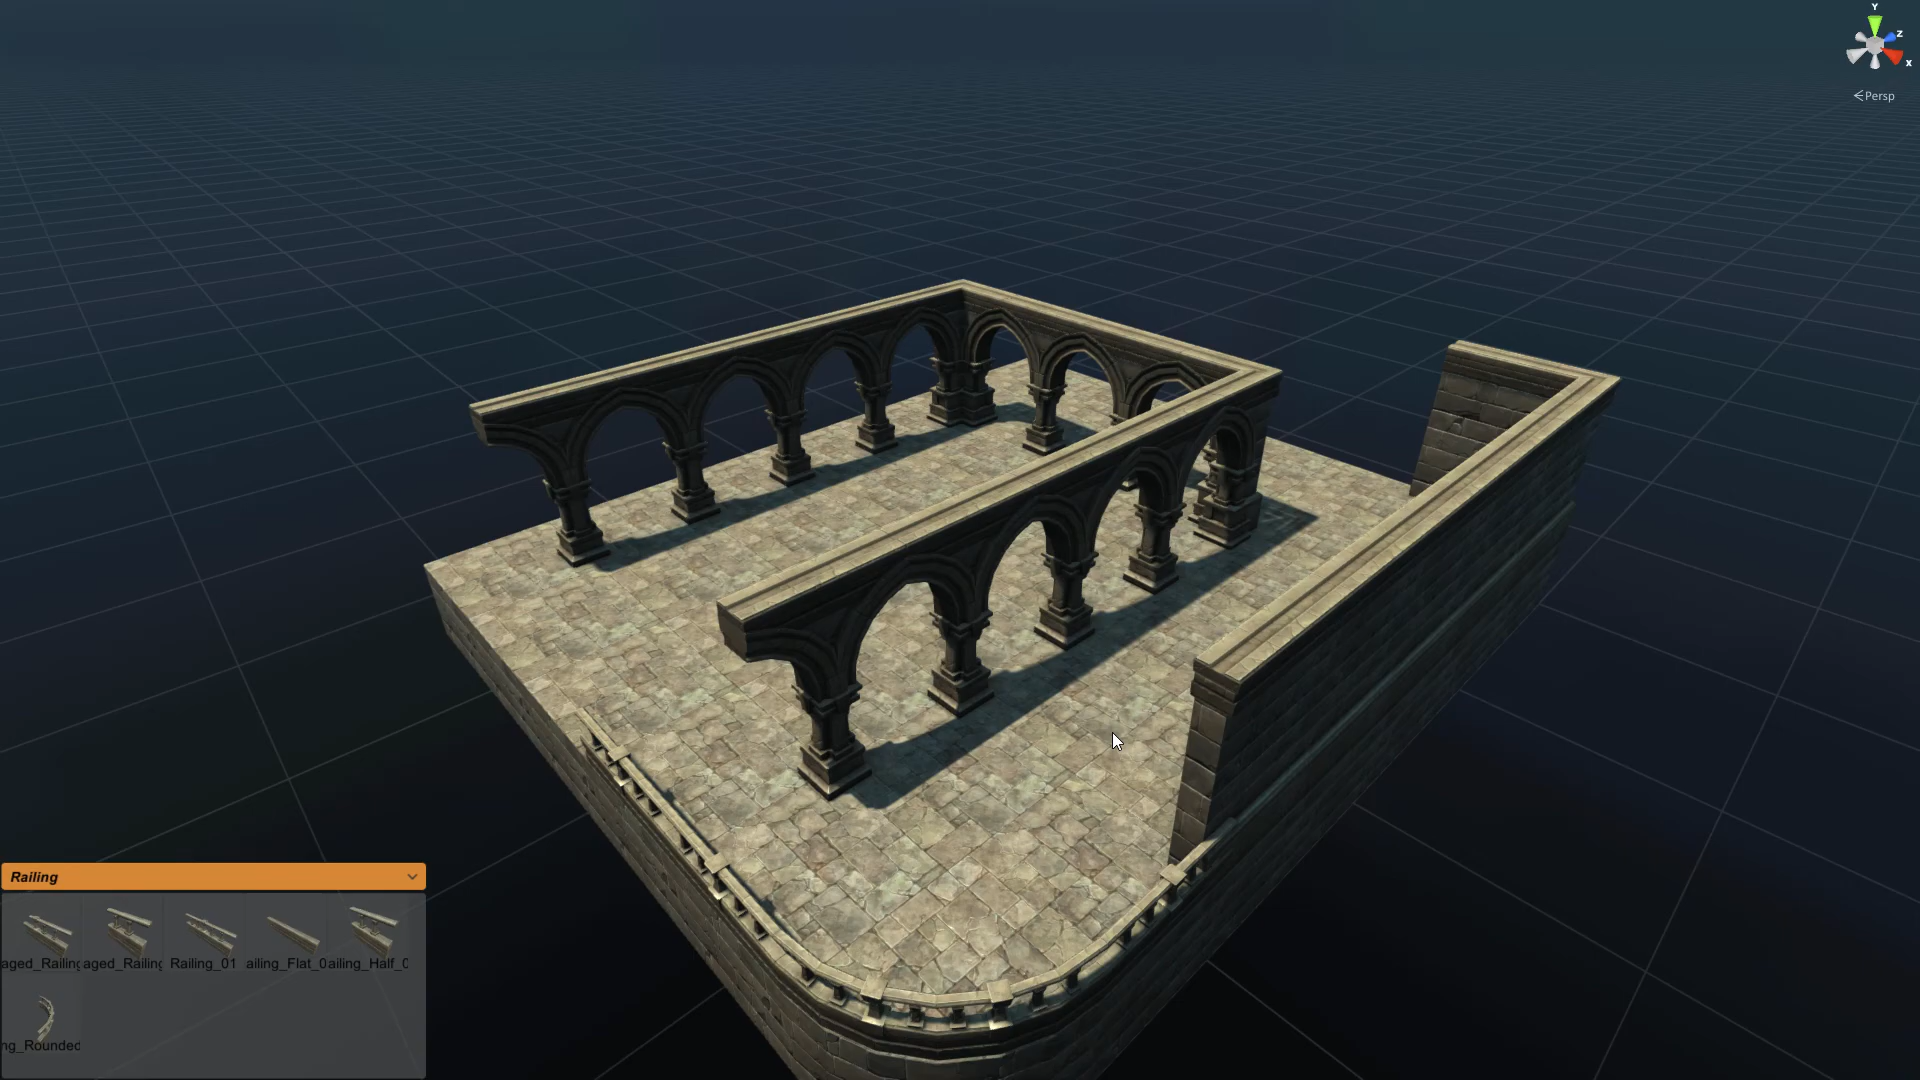 Y
Z
X
Persp
Railing
aged_Railing
aged_Railing
Railing_01
ailing_Flat_0
ailing_Half_0
ng_Rounded